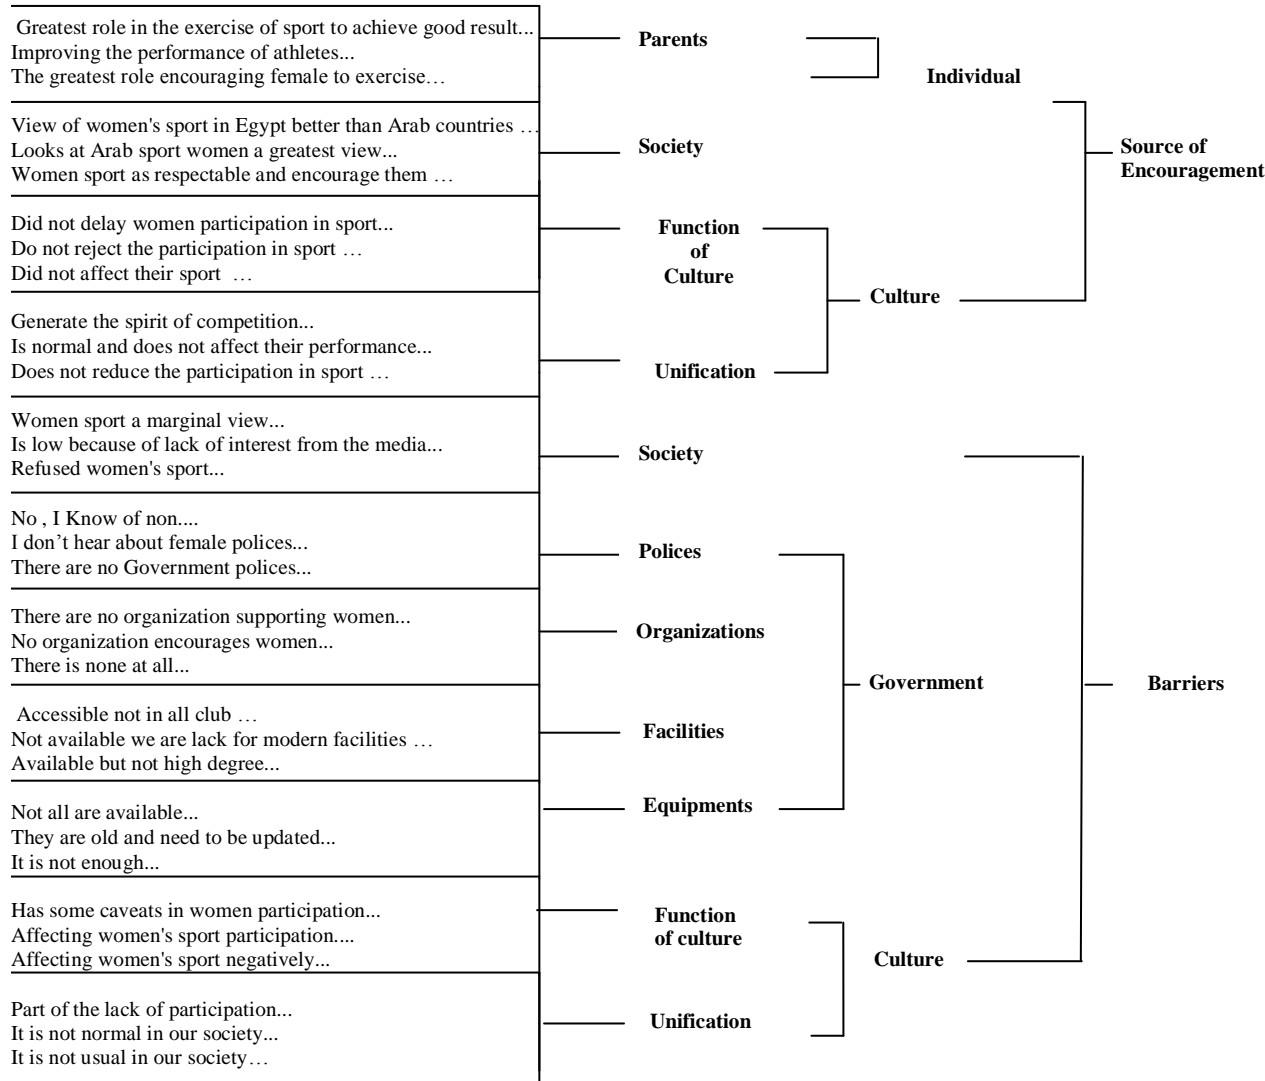 Greatest role in the exercise of sport to achieve good result...
Improving the performance of athletes...
The greatest role encouraging female to exercise…
Parents
Individual
View of women's sport in Egypt better than Arab countries …
Looks at Arab sport women a greatest view...
Women sport as respectable and encourage them …
Society
Source of
Encouragement
Did not delay women participation in sport...
Do not reject the participation in sport …
Did not affect their sport …
Function
of
Culture
Culture
Generate the spirit of competition...
Is normal and does not affect their performance...
Does not reduce the participation in sport …
Unification
Women sport a marginal view...
Is low because of lack of interest from the media...
Refused women's sport...
Society
No , I Know of non....
I don’t hear about female polices...
There are no Government polices...
Polices
There are no organization supporting women...
No organization encourages women...
There is none at all...
Organizations
Government
Barriers
Accessible not in all club …
Not available we are lack for modern facilities …
Available but not high degree...
Facilities
Not all are available...
They are old and need to be updated...
It is not enough...
Equipments
Has some caveats in women participation...
Affecting women's sport participation....
Affecting women's sport negatively...
Function
of culture
Culture
Part of the lack of participation...
It is not normal in our society...
It is not usual in our society…
Unification